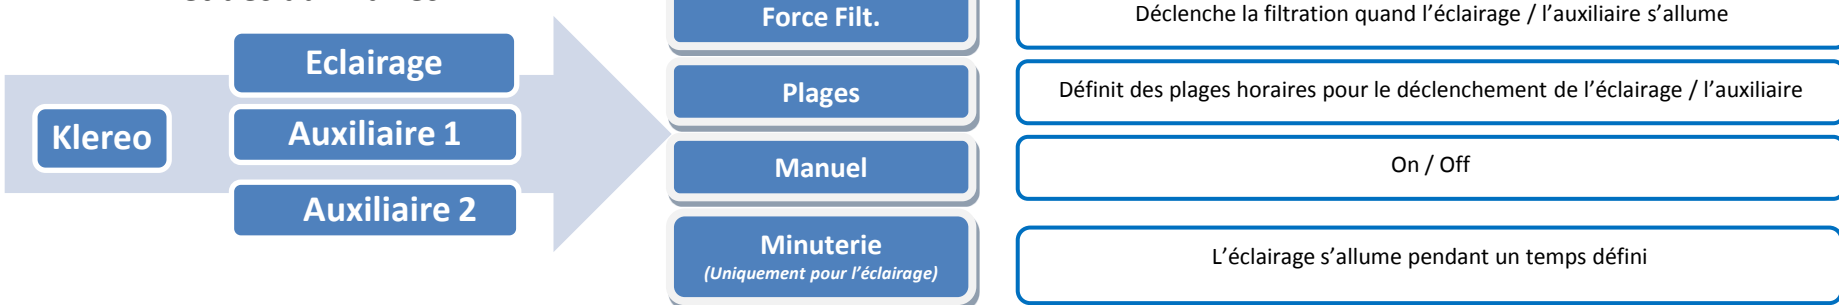 Klereo
Eclairage
Auxiliaire 1
Auxiliaire 2
Force Filt.
Déclenche la filtration quand l’éclairage / l’auxiliaire s’allume
Plages
Définit des plages horaires pour le déclenchement de l’éclairage / l’auxiliaire
Manuel
On / Off
Minuterie
(Uniquement pour l’éclairage)
L’éclairage s’allume pendant un temps défini